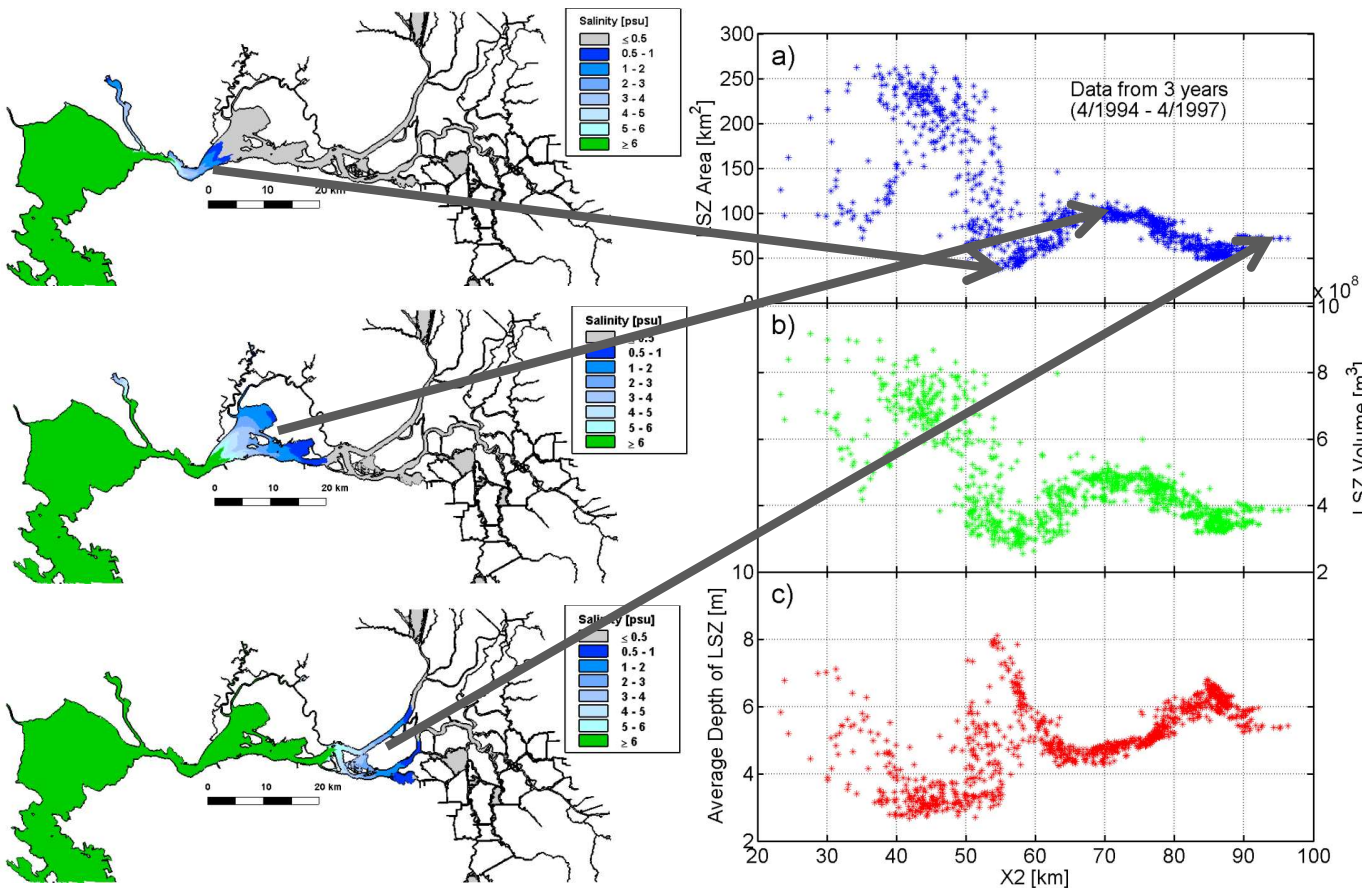 Salinity [psu]
≤ 0.5
0.5 - 1
1 - 2
2 - 3
3 - 4
4 - 5
5 - 6
≥ 6
0 10 20 km
Salinity [psu]
≤ 0.5
0.5 - 1
1 - 2
2 - 3
3 - 4
4 - 5
5 - 6
≥ 6
0 10 20 km
Salinity [psu]
≤ 0.5
0.5 - 1
1 - 2
2 - 3
3 - 4
4 - 5
5 - 6
≥ 6
0 10 20 km
a)
Data from 3 years
(4/1994 - 4/1997)
LSZ Area [km²]
300
250
200
150
100
50
0
x 10⁸
b)
LSZ Volume [m³]
10
8
6
4
2
c)
Average Depth of LSZ [m]
10
8
6
4
2
20 30 40 50 60 70 80 90 100
X2 [km]